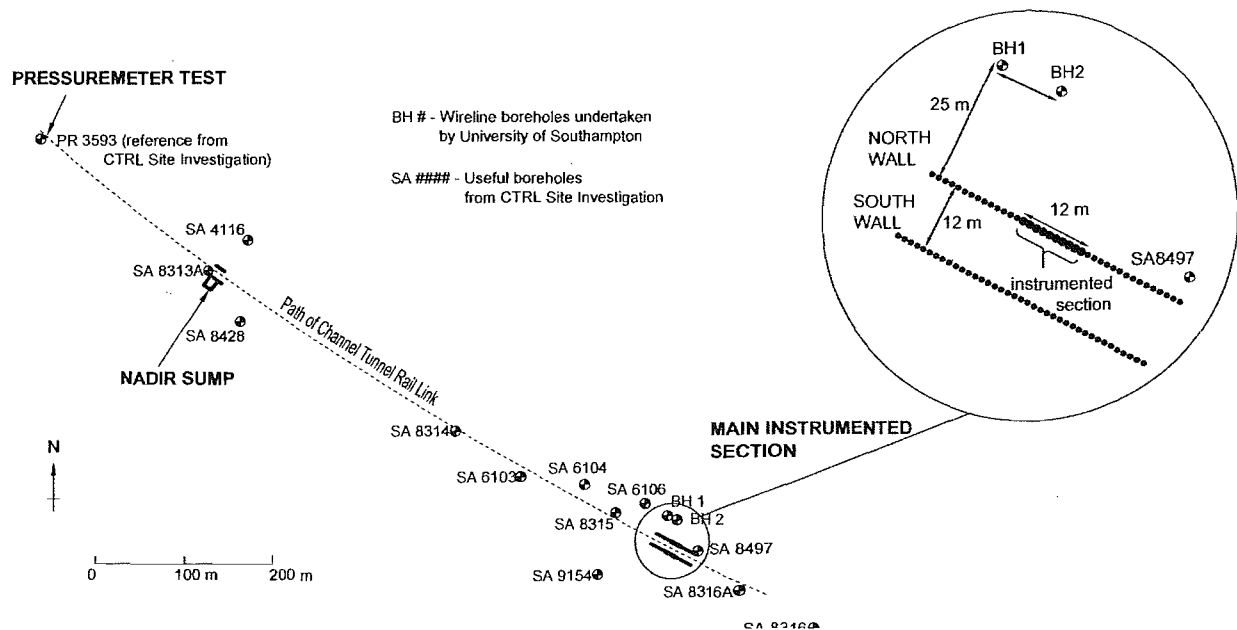 PRESSUREMETER TEST
PR 3593 (reference from
CTRL Site Investigation)
BH # - Wireline boreholes undertaken
by University of Southampton
SA #### - Useful boreholes
from CTRL Site Investigation
SA 4116
SA 8313A
SA 8428
NADIR SUMP
Path of Channel Tunnel Rail Link
N
0 100 m 200 m
SA 8314
SA 6103
SA 6104
SA 8315
SA 6106
BH 1
BH 2
SA 8497
SA 9154
SA 8316A
SA 8316
MAIN INSTRUMENTED
SECTION
BH1
BH2
25 m
NORTH
WALL
SOUTH
WALL
12 m
12 m
instrumented
section
SA8497